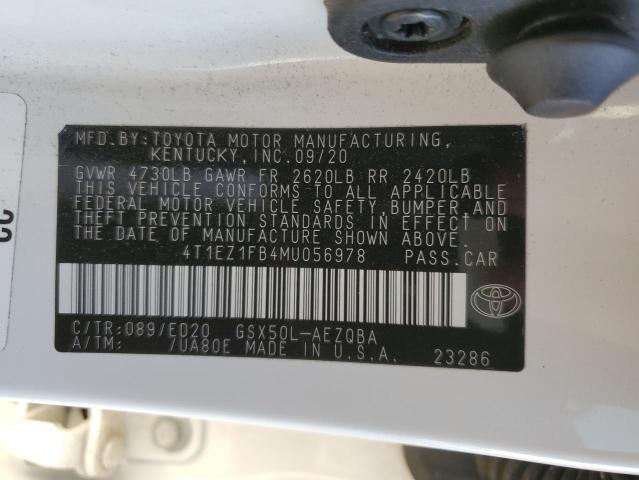 MFD.BY:TOYOTA MOTOR MANUFACTURING,
KENTUCKY,INC.09/20
GVWR 4730LB GAWR FR 2620LB RR 2420LB
THIS VEHICLE CONFORMS TO ALL APPLICABLE
FEDERAL MOTOR VEHICLE SAFETY,BUMPER,AND
THEFT PREVENTION STANDARDS IN EFFECT ON
THE DATE OF MANUFACTURE SHOWN ABOVE.
4T1EZ1FB4MU056978 PASS.CAR
C/TR:089/ED20 GSX50L-AEZQBA
A/TM: /UA80E MADE IN U.S.A. 23286